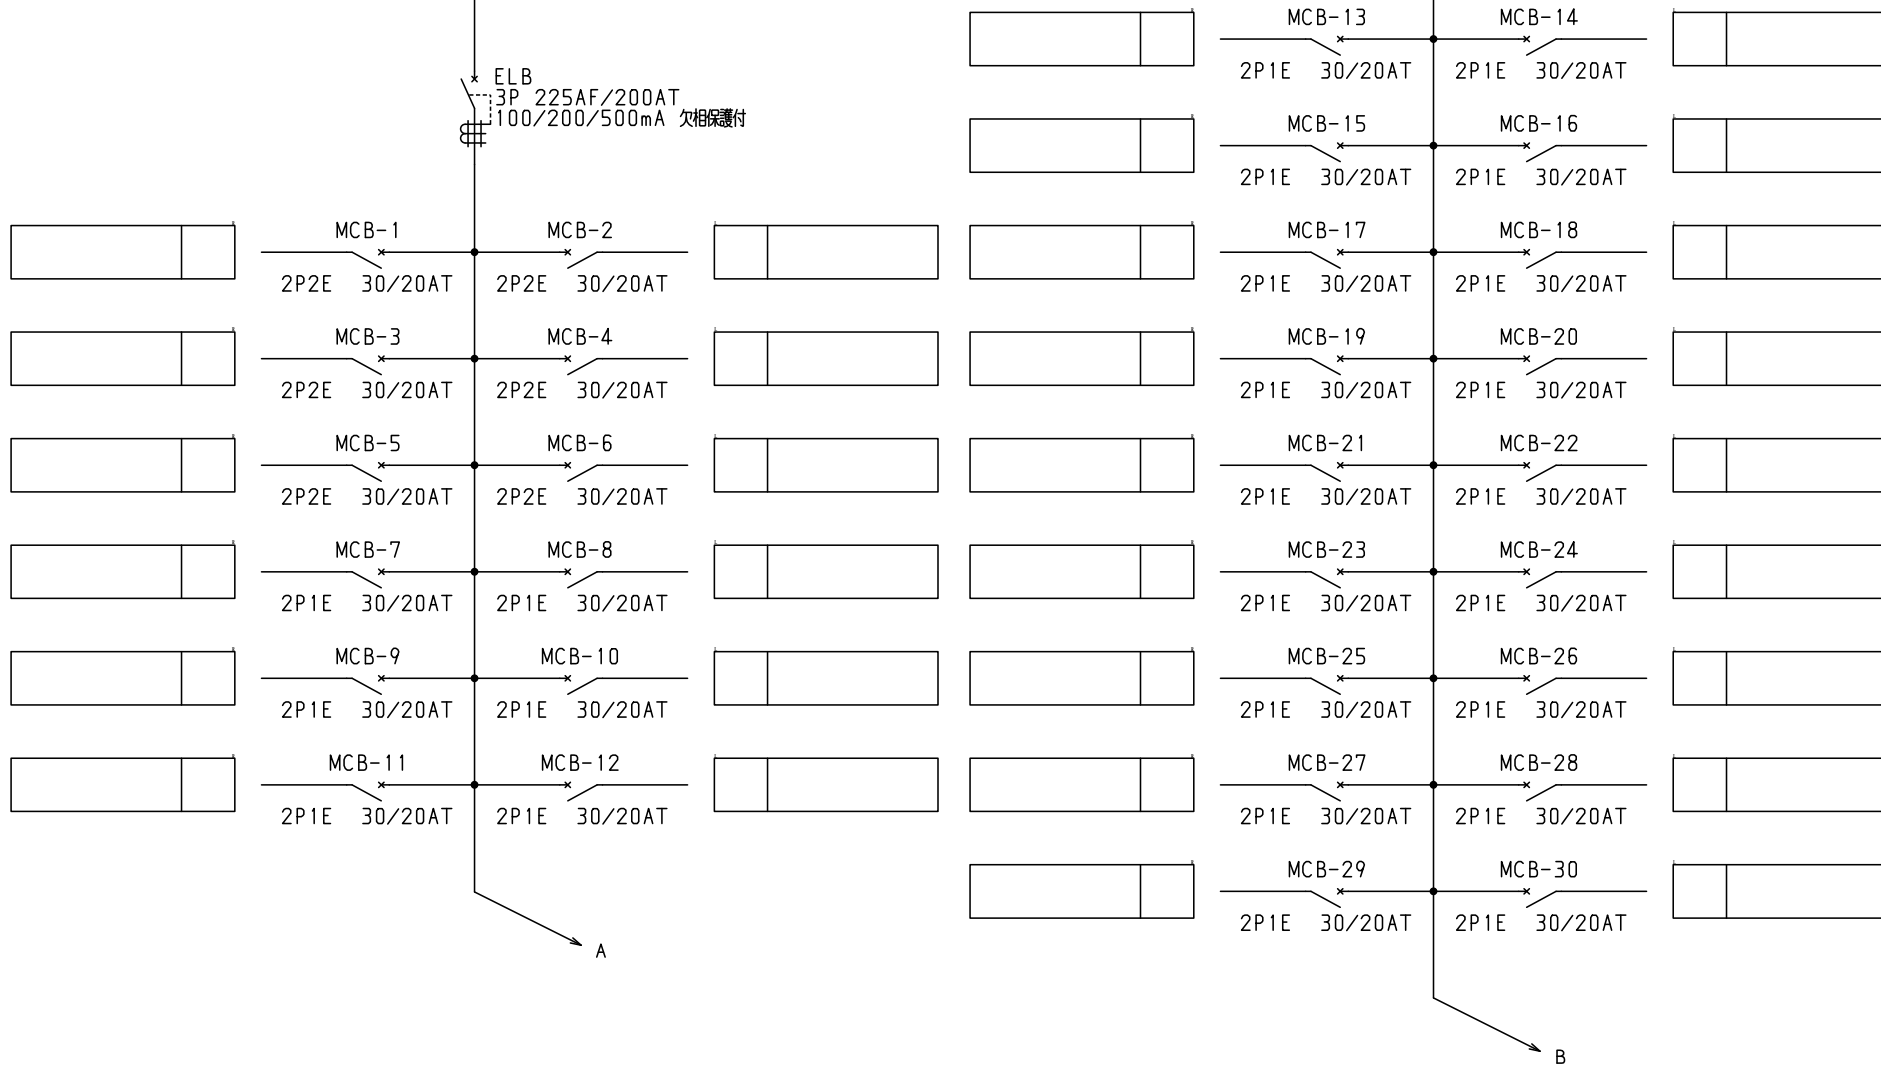 ELB
3P 225AF/200AT
100/200/500mA 欠相保護付
MCB-1 MCB-2
2P2E 30/20AT 2P2E 30/20AT
MCB-3 MCB-4
2P2E 30/20AT 2P2E 30/20AT
MCB-5 MCB-6
2P2E 30/20AT 2P2E 30/20AT
MCB-7 MCB-8
2P1E 30/20AT 2P1E 30/20AT
MCB-9 MCB-10
2P1E 30/20AT 2P1E 30/20AT
MCB-11 MCB-12
2P1E 30/20AT 2P1E 30/20AT
A
MCB-13 MCB-14
2P1E 30/20AT 2P1E 30/20AT
MCB-15 MCB-16
2P1E 30/20AT 2P1E 30/20AT
MCB-17 MCB-18
2P1E 30/20AT 2P1E 30/20AT
MCB-19 MCB-20
2P1E 30/20AT 2P1E 30/20AT
MCB-21 MCB-22
2P1E 30/20AT 2P1E 30/20AT
MCB-23 MCB-24
2P1E 30/20AT 2P1E 30/20AT
MCB-25 MCB-26
2P1E 30/20AT 2P1E 30/20AT
MCB-27 MCB-28
2P1E 30/20AT 2P1E 30/20AT
MCB-29 MCB-30
2P1E 30/20AT 2P1E 30/20AT
B